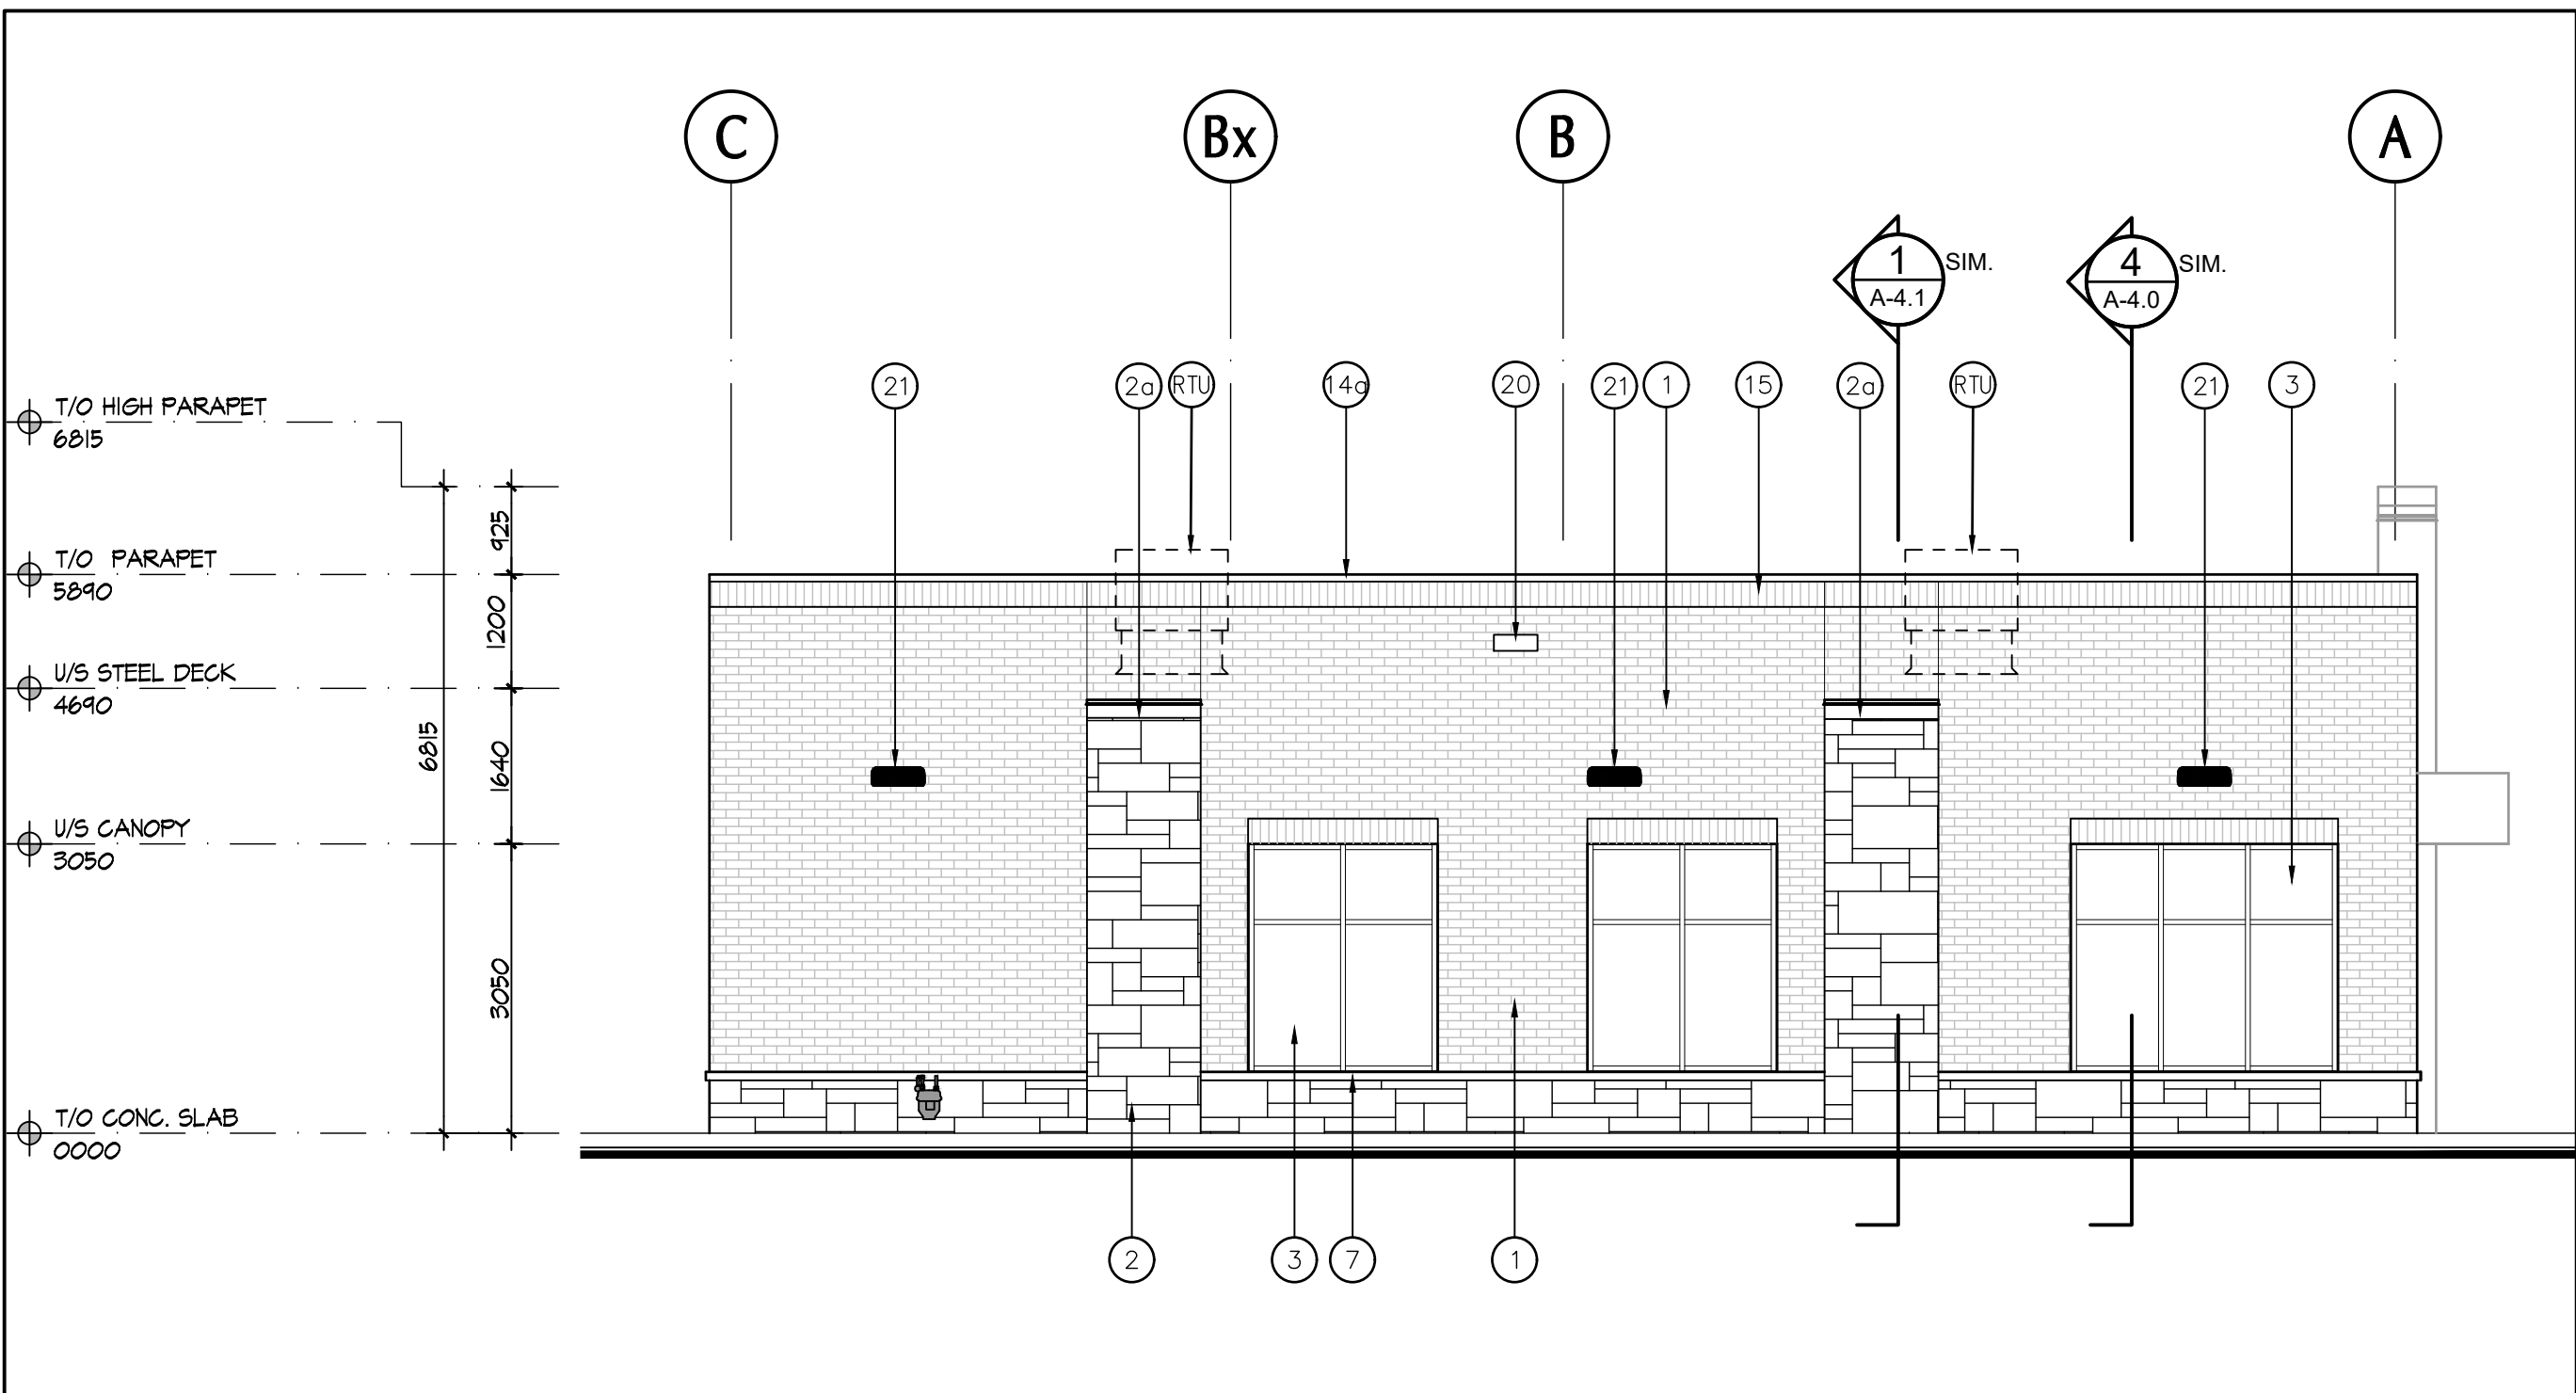 C Bx B A
1 SIM.
A-4.1
4 SIM.
A-4.0
21 2a RTU 14a 20 21 1 15 2a RTU 21 3
T/O HIGH PARAPET
6815
925
T/O PARAPET
5890
1200
U/S STEEL DECK
4690
6815
1640
U/S CANOPY
3050
3050
T/O CONC. SLAB
0000
2 3 7 1